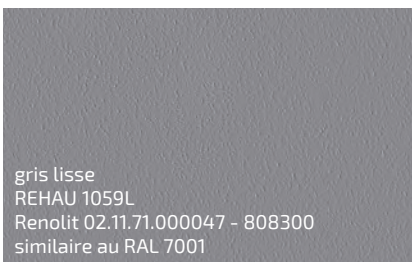 gris lisse
REHAU 1059L
Renolit 02.11.71.000047 - 808300
similaire au RAL 7001